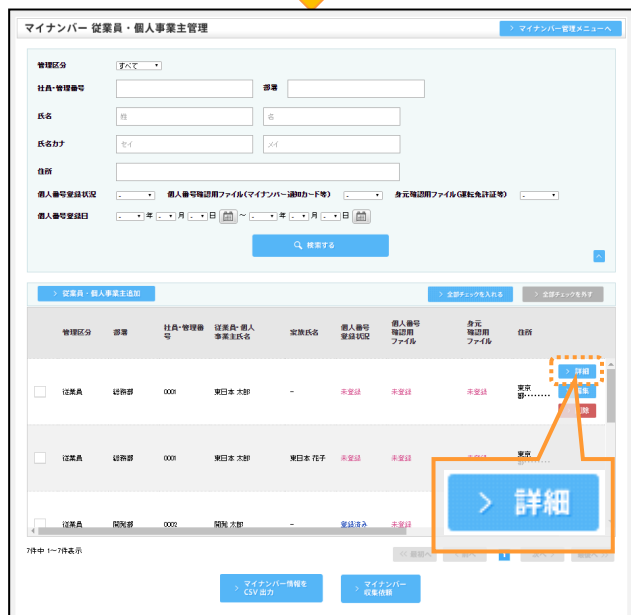 マイナンバー 従業員・個人事業主管理
> マイナンバー管理メニューへ
管理区分 すべて
社員・管理番号 部署
氏名 姓 名
氏名カナ セイ メイ
住所
個人番号登録状況 - 個人番号確認用ファイル(マイナンバー通知カード等) - 身元確認用ファイル(運転免許証等) -
個人番号登録日 - 年 - 月 - 日 ~ - 年 - 月 - 日
検索する
> 従業員・個人事業主追加 > 全部チェックを入れる > 全部チェックを外す
管理区分 部署 社員・管理番号 従業員・個人事業主氏名 家族氏名 個人番号登録状況 個人番号確認用ファイル 身元確認用ファイル 住所
> 詳細
従業員 総務部 0001 東日本 太郎 - 未登録 未登録 未登録 東京都………
従業員 総務部 0001 東日本 花子 東日本 太郎 未登録 未登録 未登録 東京
> 詳細
従業員 開発部 0002 開発 太郎 - 登録済み 未登録
7件中 1~7件表示
1
> マイナンバー情報をCSV出力
> マイナンバー収集依頼